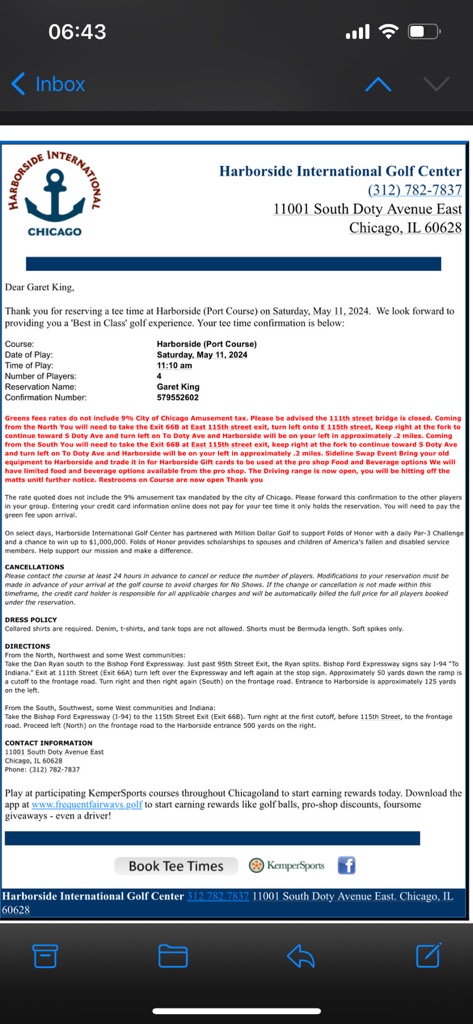 06:43
Inbox
HARBORSIDE INTERNATIONAL
CHICAGO
Harborside International Golf Center
(312) 782-7837
11001 South Doty Avenue East
Chicago, IL 60628
Dear Garet King,
Thank you for reserving a tee time at Harborside (Port Course) on Saturday, May 11, 2024. We look forward to
providing you a 'Best in Class' golf experience. Your tee time confirmation is below:
Course: Harborside (Port Course)
Date of Play: Saturday, May 11, 2024
Time of Play: 11:10 am
Number of Players: 4
Reservation Name: Garet King
Confirmation Number: 579552602
Greens fees rates do not include 9% City of Chicago Amusement tax. Please be advised the 111th street bridge is closed. Coming
from the North You will need to take the Exit 66B at East 115th street exit, turn left onto E 115th street, Keep right at the fork to
continue toward S Doty Ave and turn left on To Doty Ave and Harborside will be on your left in approximately .2 miles. Coming
from the South You will need to take the Exit 66B at East 115th street exit, keep right at the fork to continue toward S Doty Ave
and turn left on To Doty Ave and Harborside will be on your left in approximately .2 miles. Sideline Swap Event Bring your old
equipment to Harborside and trade it in for Harborside Gift cards to be used at the pro shop Food and Beverage options We will
have limited food and beverage options available from the pro shop. The Driving range is now open, you will be hitting off the
matts unitl further notice. Restrooms on Course are now open Thank you
The rate quoted does not include the 9% amusement tax mandated by the city of Chicago. Please forward this confirmation to the other players
in your group. Entering your credit card information online does not pay for your tee time it only holds the reservation. You will need to pay the
green fee upon arrival.
On select days, Harborside International Golf Center has partnered with Million Dollar Golf to support Folds of Honor with a daily Par-3 Challenge
and a chance to win up to $1,000,000. Folds of Honor provides scholarships to spouses and children of America's fallen and disabled service
members. Help support our mission and make a difference.
CANCELLATIONS
Please contact the course at least 24 hours in advance to cancel or reduce the number of players. Modifications to your reservation must be
made in advance of your arrival at the golf course to avoid charges for No Shows. If the change or cancellation is not made within this
timeframe, the credit card holder is responsible for all applicable charges and will be automatically billed the full price for all players booked
under the reservation.
DRESS POLICY
Collared shirts are required. Denim, t-shirts, and tank tops are not allowed. Shorts must be Bermuda length. Soft spikes only.
DIRECTIONS
From the North, Northwest and some West communities:
Take the Dan Ryan south to the Bishop Ford Expressway. Just past 95th Street Exit, the Ryan splits. Bishop Ford Expressway signs say I-94 "To
Indiana." Exit at 111th Street (Exit 66A) turn left over the Expressway and left again at the stop sign. Approximately 50 yards down the ramp is
a cutoff to the frontage road. Turn right and then right again (South) on the frontage road. Entrance to Harborside is approximately 125 yards
on the left.
From the South, Southwest, some West communities and Indiana:
Take the Bishop Ford Expressway (I-94) to the 115th Street Exit (Exit 66B). Turn right at the first cutoff, before 115th Street, to the frontage
road. Proceed left (North) on the frontage road to the Harborside entrance 500 yards on the right.
CONTACT INFORMATION
11001 South Doty Avenue East
Chicago, IL 60628
Phone: (312) 782-7837
Play at participating KemperSports courses throughout Chicagoland to start earning rewards today. Download the
app at www.frequentfairways.golf to start earning rewards like golf balls, pro-shop discounts, foursome
giveaways - even a driver!
Book Tee Times
KemperSports
f
Harborside International Golf Center 312.782.7837 11001 South Doty Avenue East. Chicago, IL
60628